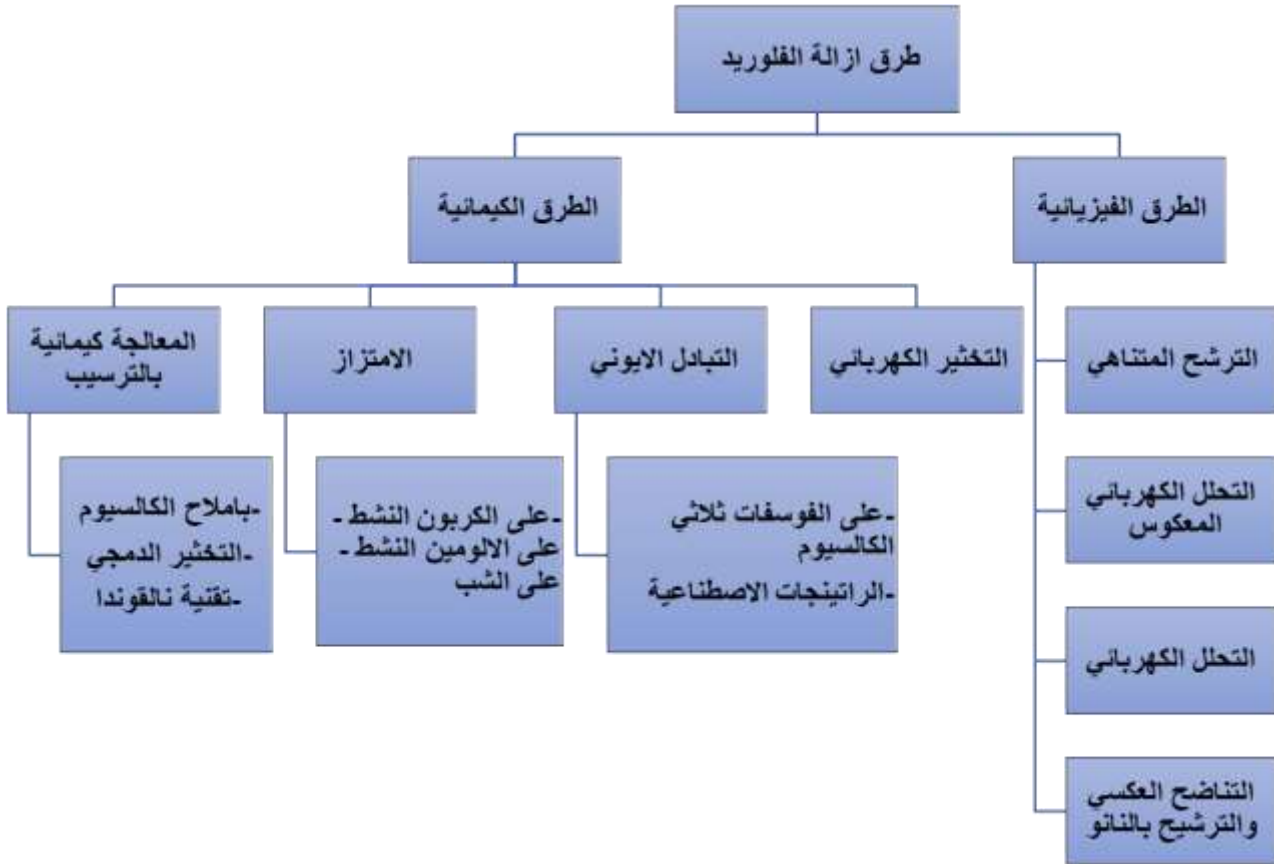 طرق ازالة الفلوريد
الطرق الفيزيائية
الطرق الكيمائية
الترشح المتناهي
التحلل الكهربائي
المعكوس
التحلل الكهربائي
التناضح العكسي
والترشيح بالنانو
التخثير الكهربائي
التبادل الايوني
-على الفوسفات ثلاثي
الكالسيوم
-الراتينجات الاصطناعية
الامتزاز
-على الكربون النشط -
على الالومين النشط -
على الشب
المعالجة كيمائية
بالترسيب
-باملاح الكالسيوم
-التخثير الدمجي
-تقنية نالقوندا